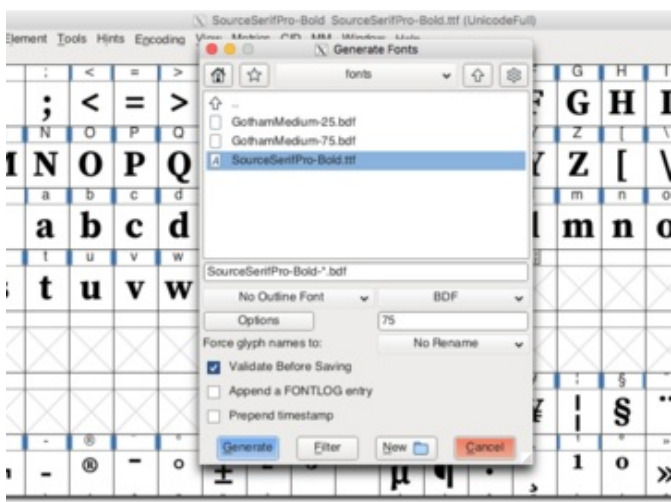 SourceSerifPro-Bold SourceSerifPro-Bold.ttf (UnicodeFull)
Element Tools Hints Encoding View Metrics CID MM Window Help
Generate Fonts
fonts
..
GothamMedium-25.bdf
GothamMedium-75.bdf
SourceSerifPro-Bold.ttf
SourceSerifPro-Bold-*.bdf
No Outline Font BDF
Options 75
Force glyph names to: No Rename
Validate Before Saving
Append a FONTLOG entry
Prepend timestamp
Generate Filter New Cancel
; < = > G H I
; < = > F G H I
N O P Q Z [ \
N O P Q Y Z [ \
a b c d m n o
a b c d l m n o
t u v w
t u v w
¦ §
¥ ¦ §
- ®
- ® - ° ± µ ¶ · 1 o »